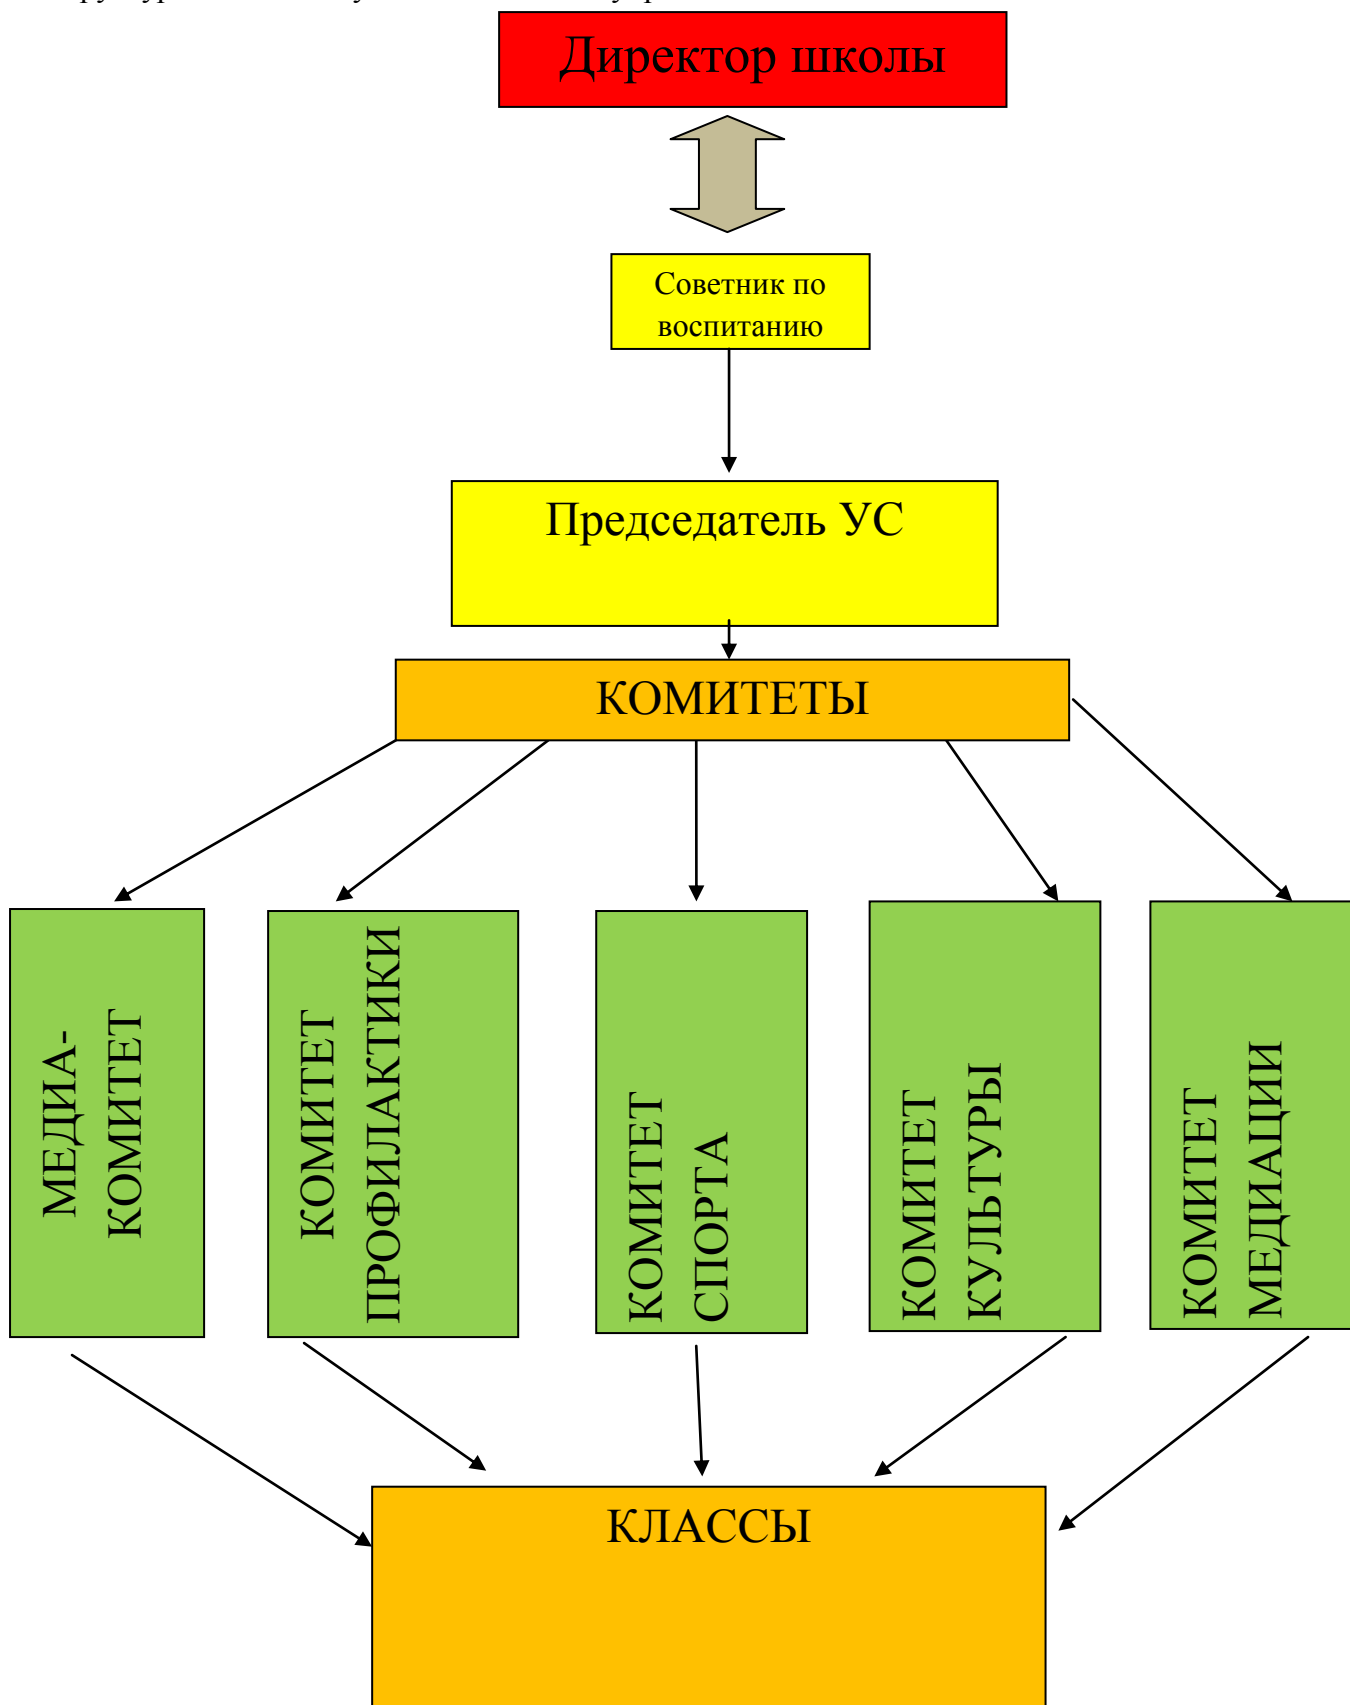 Директор школы
Советник по
воспитанию
Председатель УС
КОМИТЕТЫ
МЕДИА-
КОМИТЕТ
КОМИТЕТ
ПРОФИЛАКТИКИ
КОМИТЕТ
СПОРТА
КОМИТЕТ
КУЛЬТУРЫ
КОМИТЕТ
МЕДИАЦИИ
КЛАССЫ